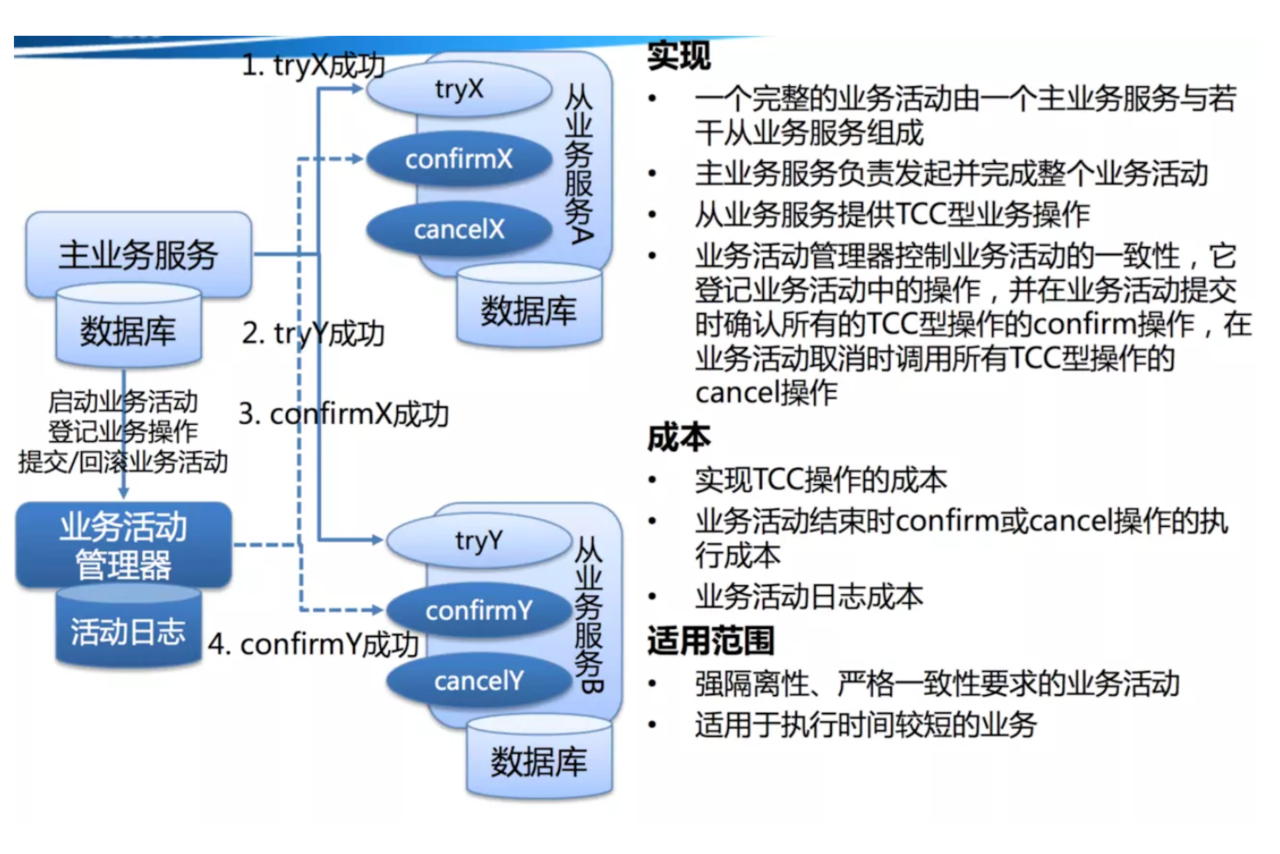 1. tryX成功
tryX
confirmX
cancelX
从业务服务A
数据库
主业务服务
数据库
2. tryY成功
启动业务活动
登记业务操作
提交/回滚业务活动
3. confirmX成功
业务活动
管理器
活动日志
tryY
confirmY
cancelY
从业务服务B
数据库
4. confirmY成功
实现
• 一个完整的业务活动由一个主业务服务与若
干从业务服务组成
• 主业务服务负责发起并完成整个业务活动
• 从业务服务提供TCC型业务操作
• 业务活动管理器控制业务活动的一致性，它
登记业务活动中的操作，并在业务活动提交
时确认所有的TCC型操作的confirm操作，在
业务活动取消时调用所有TCC型操作的
cancel操作
成本
• 实现TCC操作的成本
• 业务活动结束时confirm或cancel操作的执
行成本
• 业务活动日志成本
适用范围
• 强隔离性、严格一致性要求的业务活动
• 适用于执行时间较短的业务